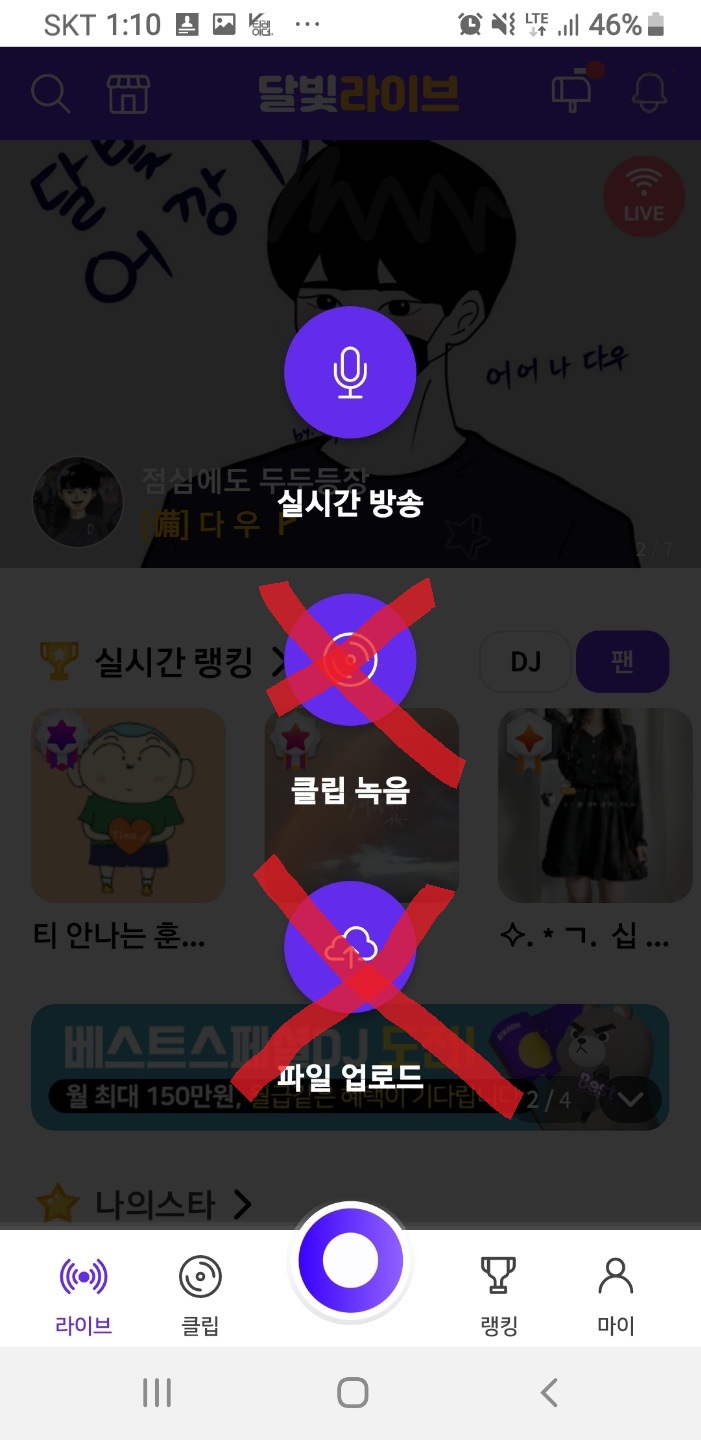 SKT 1:10
LTE
46%
달빛라이브
달빛
어 장
LIVE
어어 나 다우
by.
점심에도 두두등장
[備] 다 우 P
실시간 방송
2 / 7
실시간 랭킹
DJ
팬
클립 녹음
티 안나는 훈...
✧. * ㄱ. 십 ...
베스트스페셜DJ 도전!
월 최대 150만원, 월급같은 혜택이 기다립니다
Best
파일 업로드
2 / 4
나의스타
라이브
클립
랭킹
마이